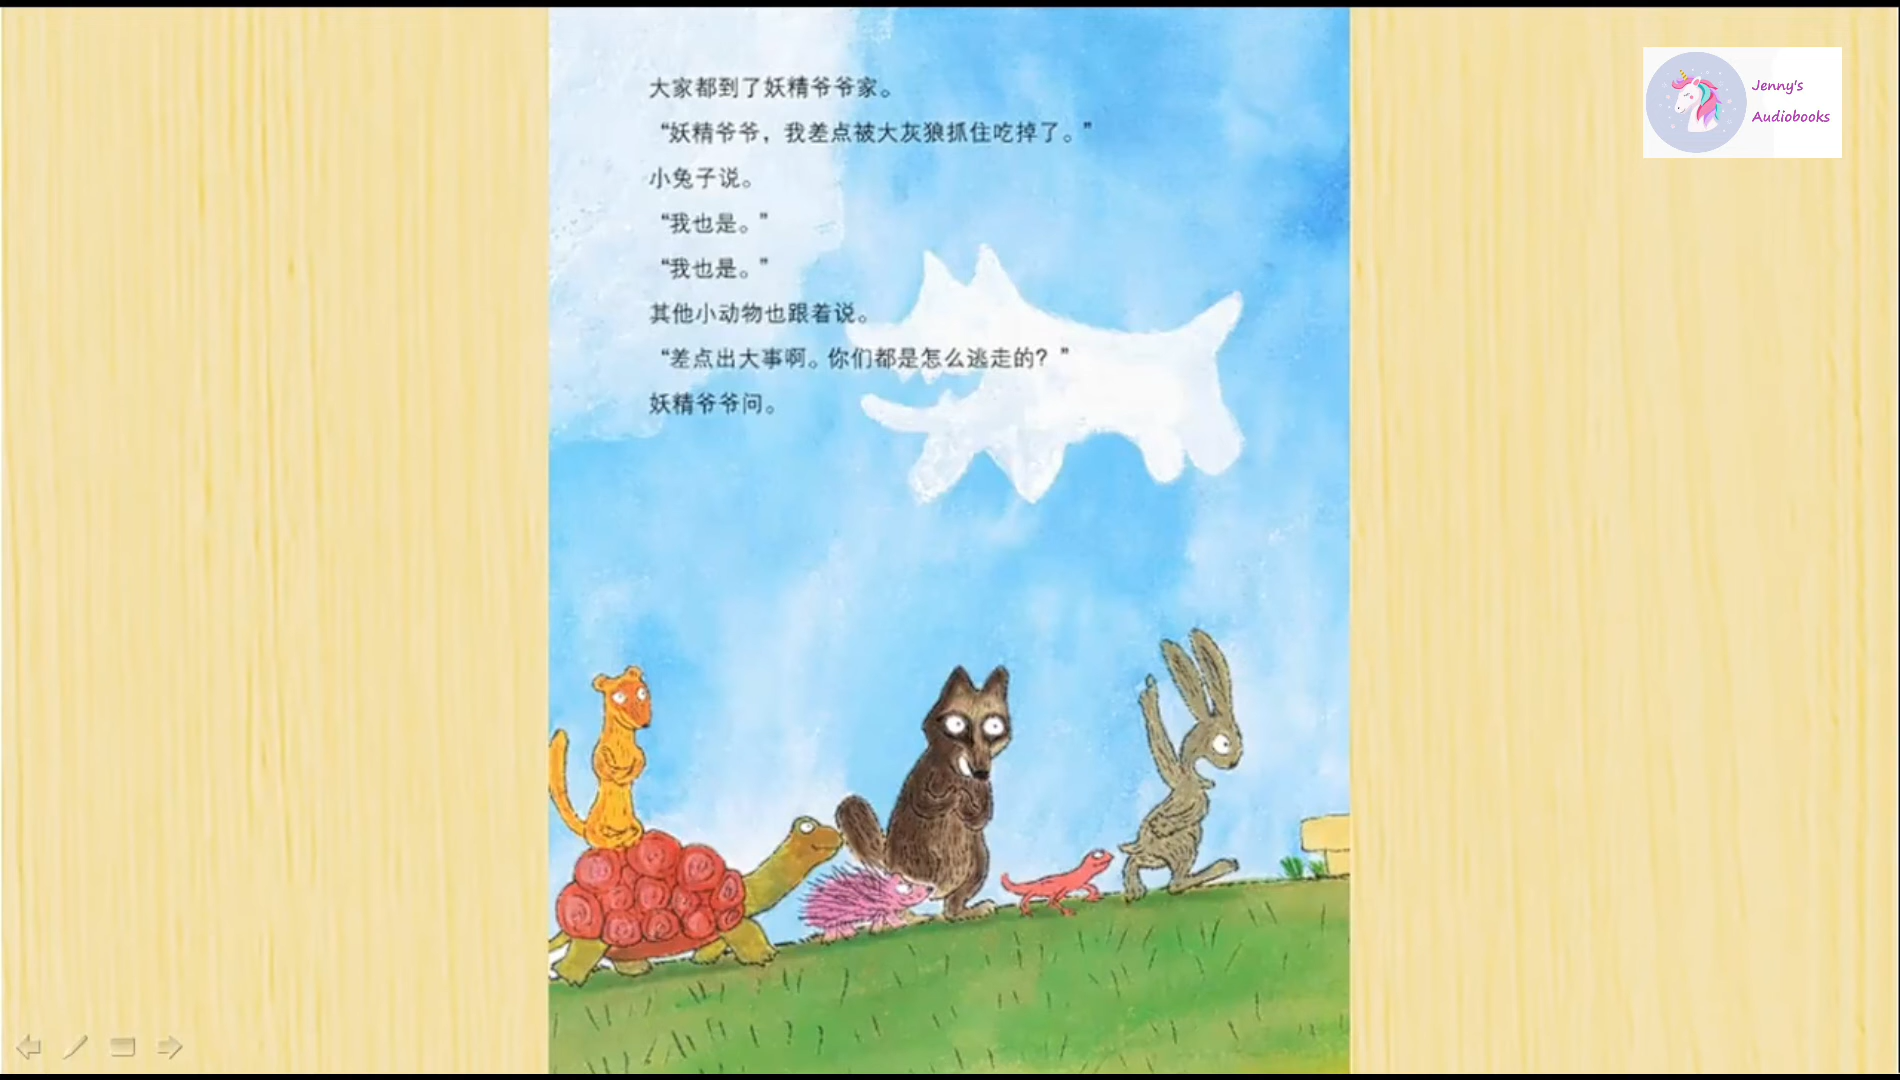 大家都到了妖精爷爷家。
“妖精爷爷，我差点被大灰狼抓住吃掉了。”
小兔子说。
“我也是。”
“我也是。”
其他小动物也跟着说。
“差点出大事啊。你们都是怎么逃走的？”
妖精爷爷问。
Jenny's
Audiobooks